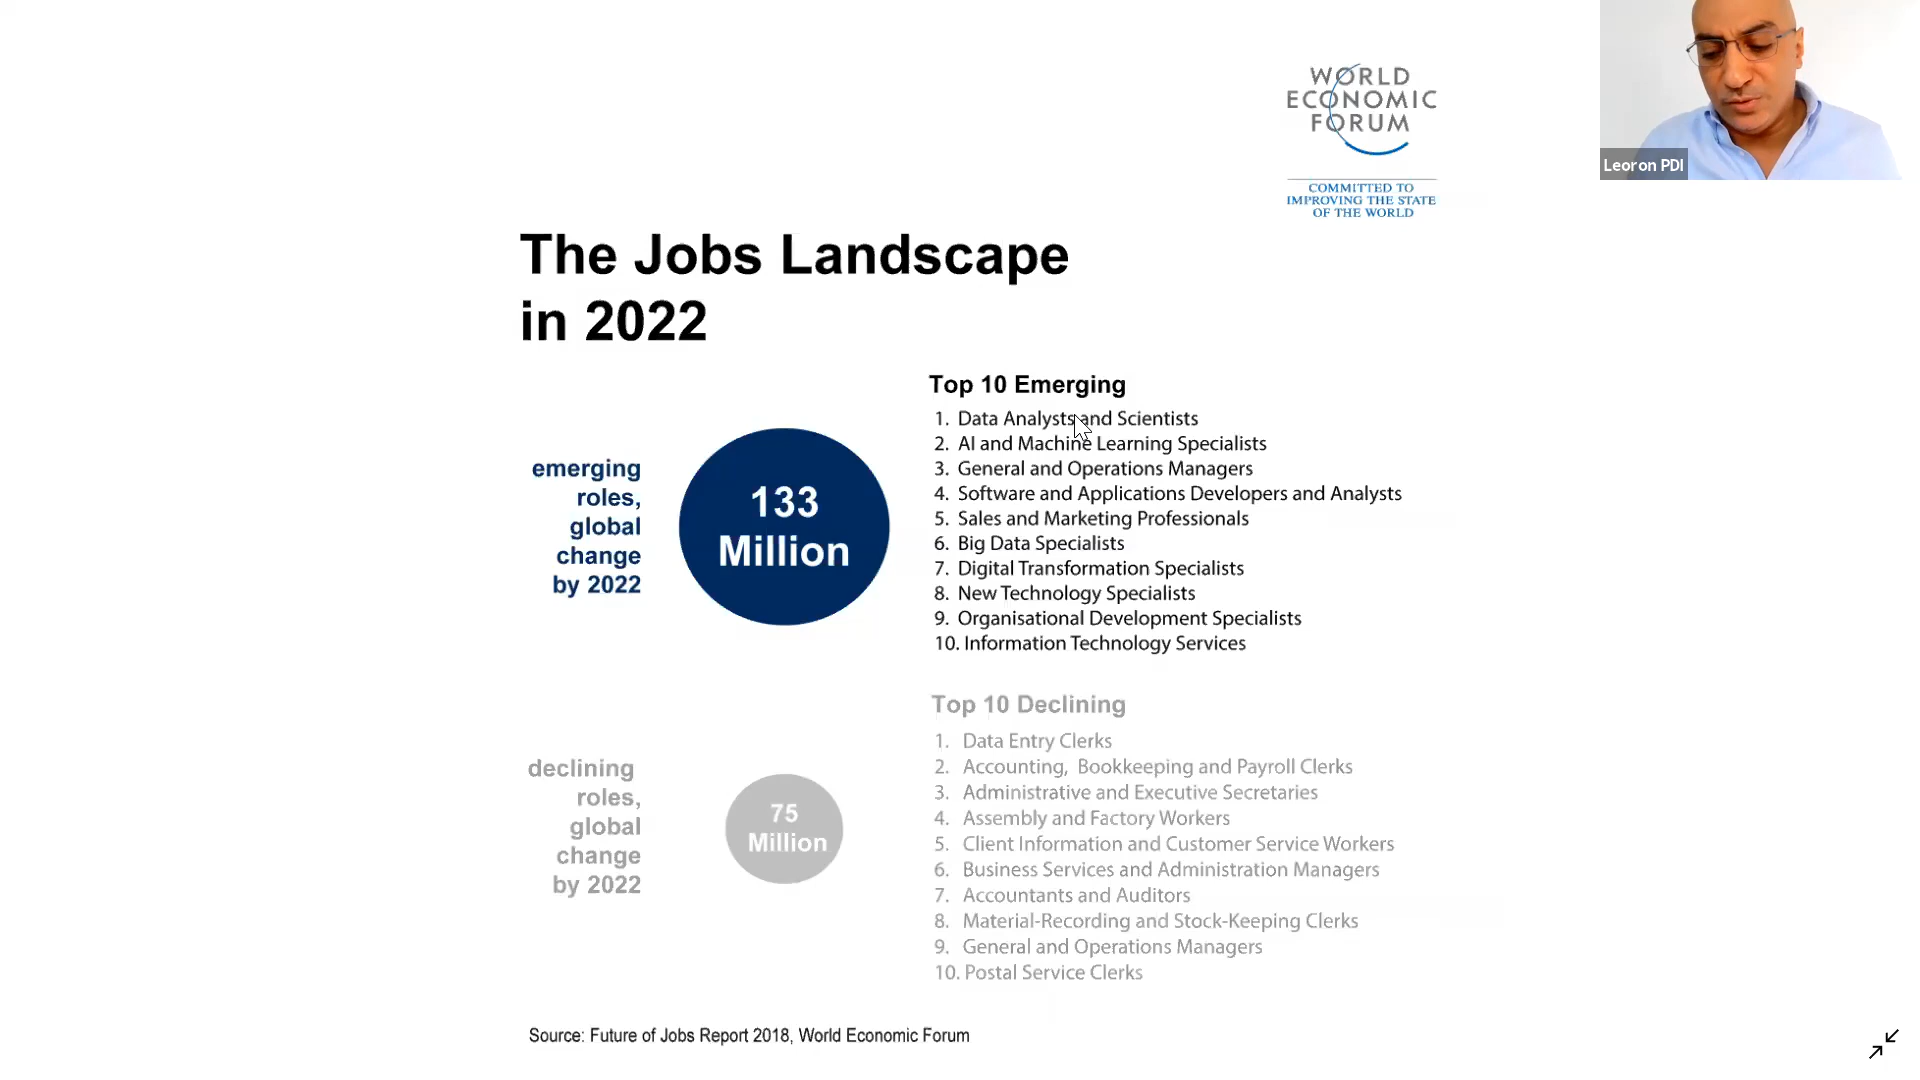 WORLD
ECONOMIC
FORUM
COMMITTED TO
IMPROVING THE STATE
OF THE WORLD
Leoron PDI
The Jobs Landscape
in 2022
emerging
roles,
global
change
by 2022
133
Million
Top 10 Emerging
1. Data Analysts and Scientists
2. AI and Machine Learning Specialists
3. General and Operations Managers
4. Software and Applications Developers and Analysts
5. Sales and Marketing Professionals
6. Big Data Specialists
7. Digital Transformation Specialists
8. New Technology Specialists
9. Organisational Development Specialists
10. Information Technology Services
declining
roles,
global
change
by 2022
75
Million
Top 10 Declining
1. Data Entry Clerks
2. Accounting, Bookkeeping and Payroll Clerks
3. Administrative and Executive Secretaries
4. Assembly and Factory Workers
5. Client Information and Customer Service Workers
6. Business Services and Administration Managers
7. Accountants and Auditors
8. Material-Recording and Stock-Keeping Clerks
9. General and Operations Managers
10. Postal Service Clerks
Source: Future of Jobs Report 2018, World Economic Forum